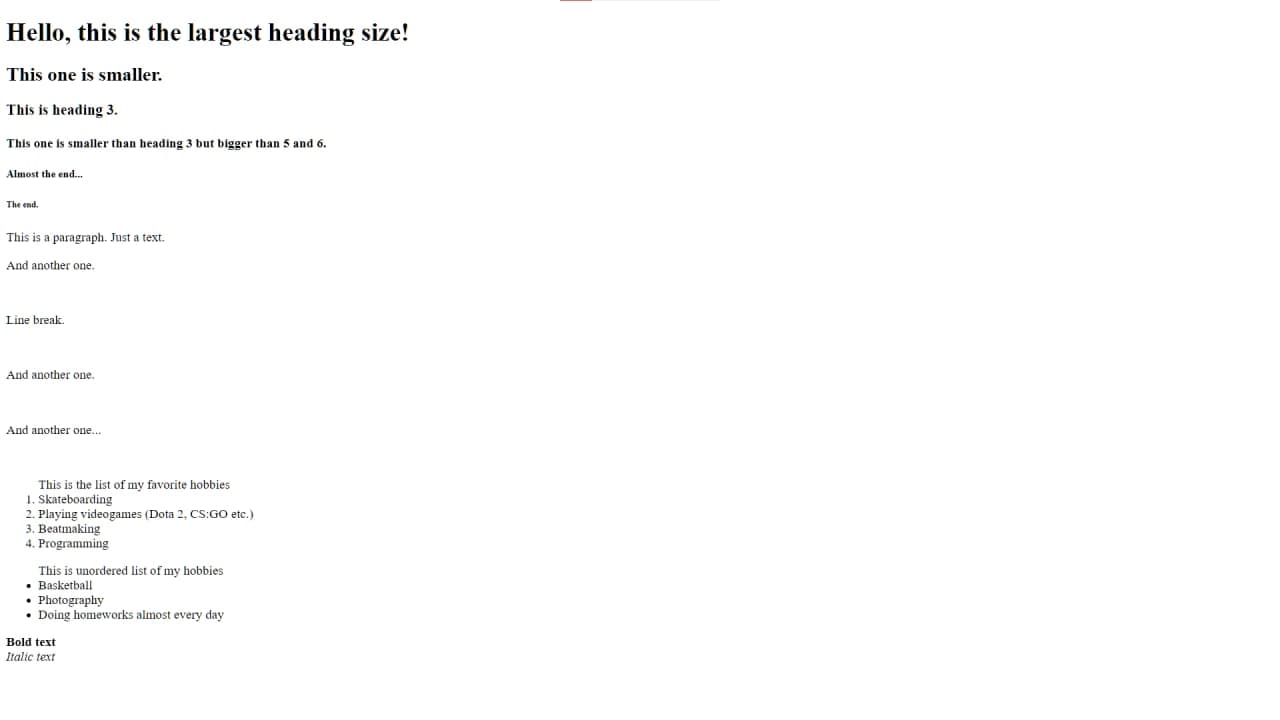 Hello, this is the largest heading size!
This one is smaller.
This is heading 3.
This one is smaller than heading 3 but bigger than 5 and 6.
Almost the end...
The end.
This is a paragraph. Just a text.
And another one.
Line break.
And another one.
And another one...
This is the list of my favorite hobbies
1. Skateboarding
2. Playing videogames (Dota 2, CS:GO etc.)
3. Beatmaking
4. Programming
This is unordered list of my hobbies
• Basketball
• Photography
• Doing homeworks almost every day
Bold text
Italic text